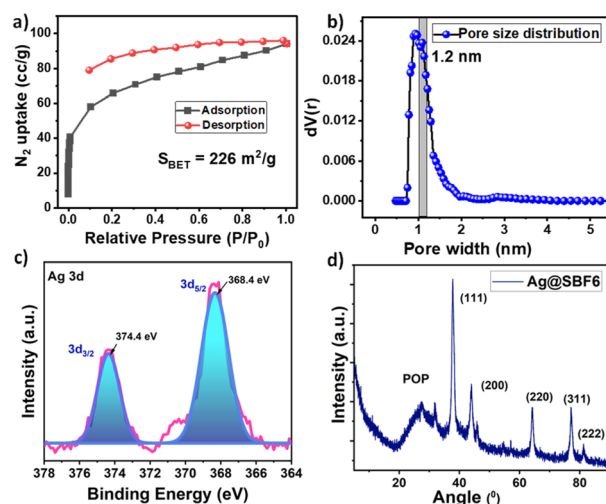 a)
N2 uptake (cc/g)
100
80
60
40
20
0
Adsorption
Desorption
S_BET = 226 m²/g
0.0 0.2 0.4 0.6 0.8 1.0
Relative Pressure (P/P0)
b)
dV(r)
0.024
0.018
0.012
0.006
0.000
Pore size distribution
1.2 nm
0 1 2 3 4 5
Pore width (nm)
c)
Ag 3d
Intensity (a.u.)
3d5/2
368.4 eV
374.4 eV
3d3/2
378 376 374 372 370 368 366 364
Binding Energy (eV)
d)
Intensity (a.u.)
Ag@SBF6
(111)
POP
(200)
(220)
(311)
(222)
20 40 60 80
Angle (⁰)